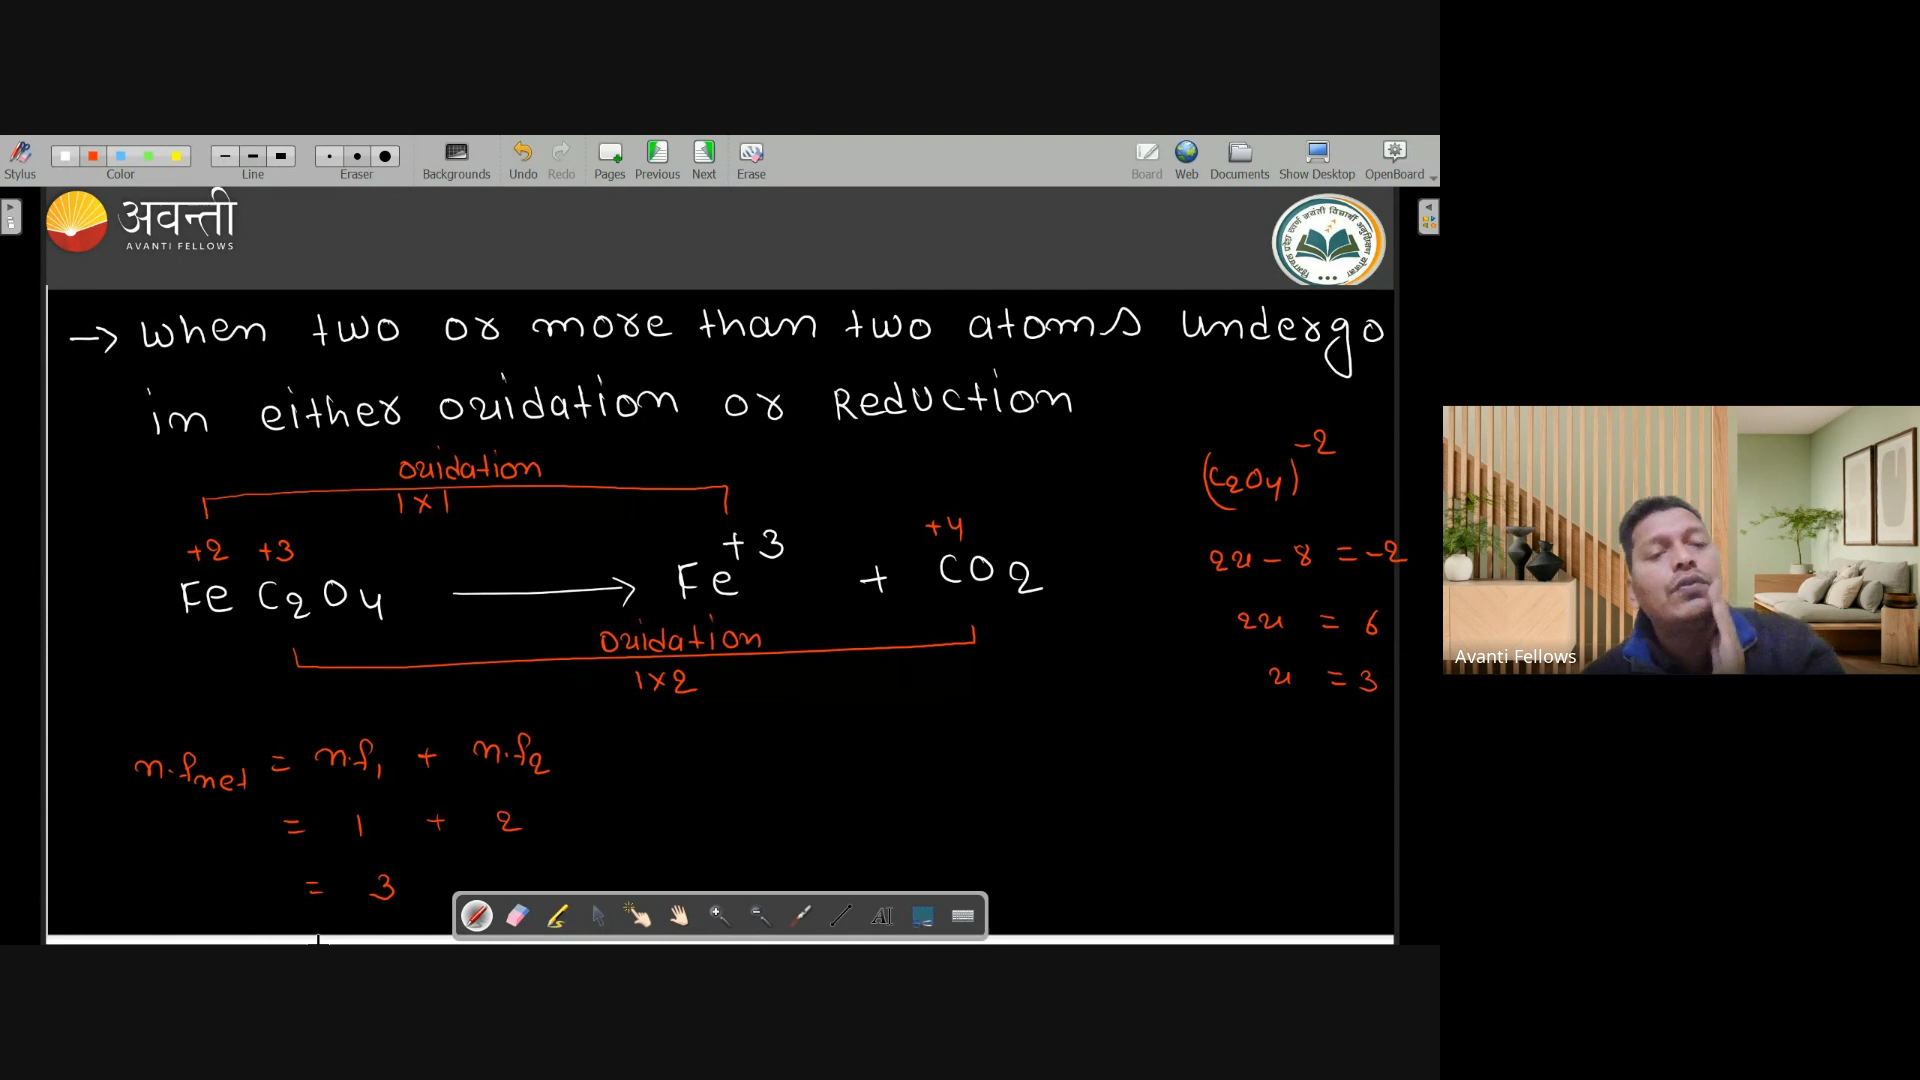 Stylus Color Line Eraser Backgrounds Undo Redo Pages Previous Next Erase Board Web Documents Show Desktop OpenBoard
अवन्ती
AVANTI FELLOWS
→ When two or more than two atoms undergo
in either oxidation or Reduction
oxidation
1 x 1
+2 +3
Fe C2O4 ⟶ Fe+3 + CO2
+4
oxidation
1x2
(C2O4)-2
2x - 8 = -2
2x = 6
x = 3
n.fnet = n.f1 + n.f2
= 1 + 2
= 3
Avanti Fellows